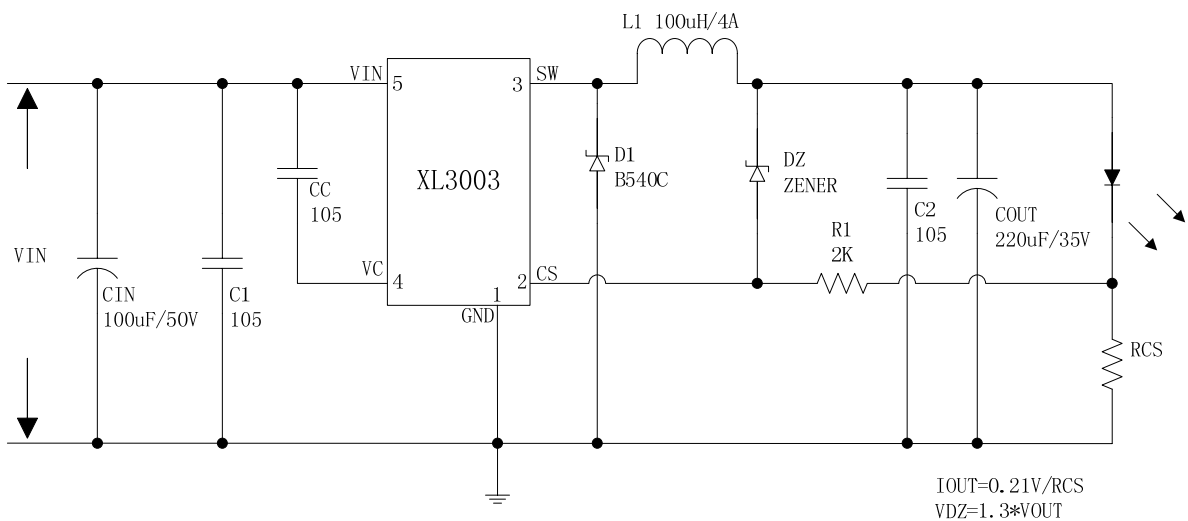 L1 100uH/4A
VIN
5
3
SW
XL3003
D1
B540C
DZ
ZENER
CC
105
C2
105
COUT
220uF/35V
R1
2K
VIN
VC
4
2
CS
1
GND
CIN
100uF/50V
C1
105
RCS
IOUT=0.21V/RCS
VDZ=1.3*VOUT